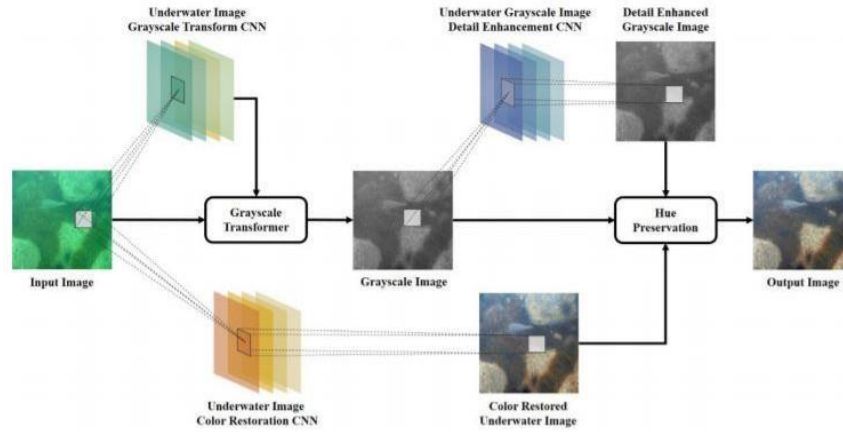 Underwater Image
Grayscale Transform CNN
Underwater Grayscale Image
Detail Enhancement CNN
Detail Enhanced
Grayscale Image
Grayscale
Transformer
Hue
Preservation
Input Image
Grayscale Image
Output Image
Underwater Image
Color Restoration CNN
Color Restored
Underwater Image